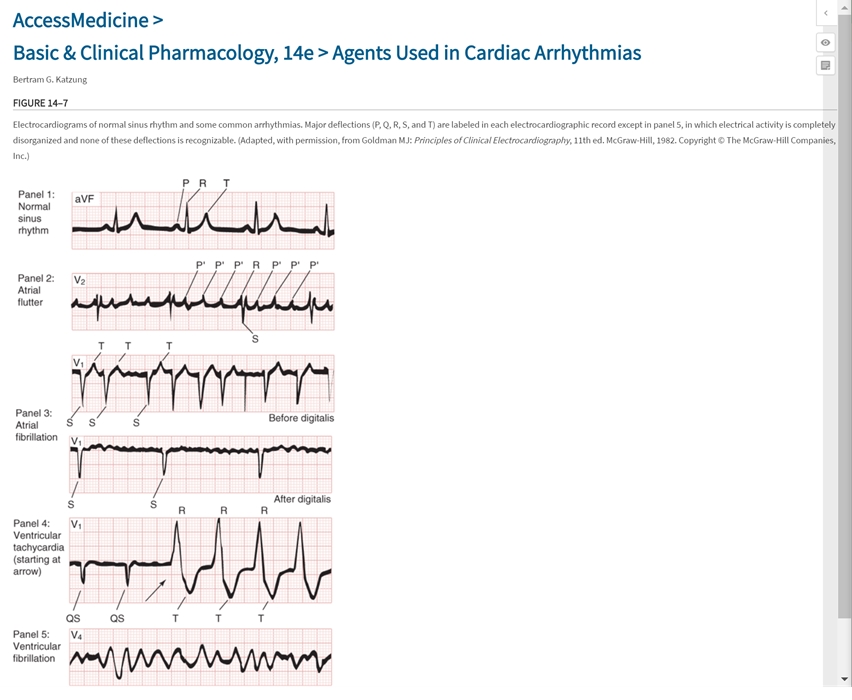 AccessMedicine >
Basic & Clinical Pharmacology, 14e > Agents Used in Cardiac Arrhythmias
Bertram G. Katzung
FIGURE 14–7
Electrocardiograms of normal sinus rhythm and some common arrhythmias. Major deflections (P, Q, R, S, and T) are labeled in each electrocardiographic record except in panel 5, in which electrical activity is completely
disorganized and none of these deflections is recognizable. (Adapted, with permission, from Goldman MJ: Principles of Clinical Electrocardiography, 11th ed. McGraw-Hill, 1982. Copyright © The McGraw-Hill Companies,
Inc.)
P R T
Panel 1:
Normal
sinus
rhythm
aVF
P' P' P' R P' P' P'
Panel 2:
Atrial
flutter
V2
S
T T T
V1
S S S
Before digitalis
Panel 3:
Atrial
fibrillation
V1
S S
After digitalis
R R R
Panel 4:
Ventricular
tachycardia
(starting at
arrow)
V1
QS QS T T T
Panel 5:
Ventricular
fibrillation
V4